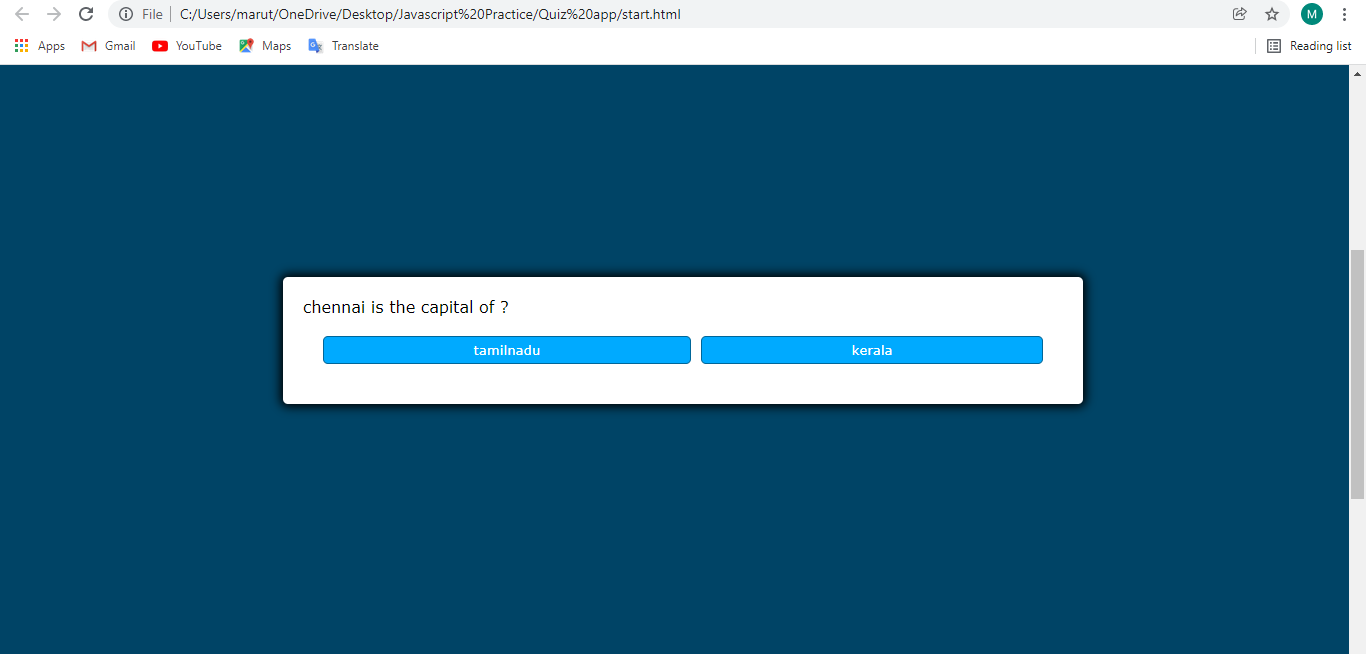 File C:/Users/marut/OneDrive/Desktop/Javascript%20Practice/Quiz%20app/start.html M
Apps Gmail YouTube Maps Translate Reading list
chennai is the capital of ?
tamilnadu kerala